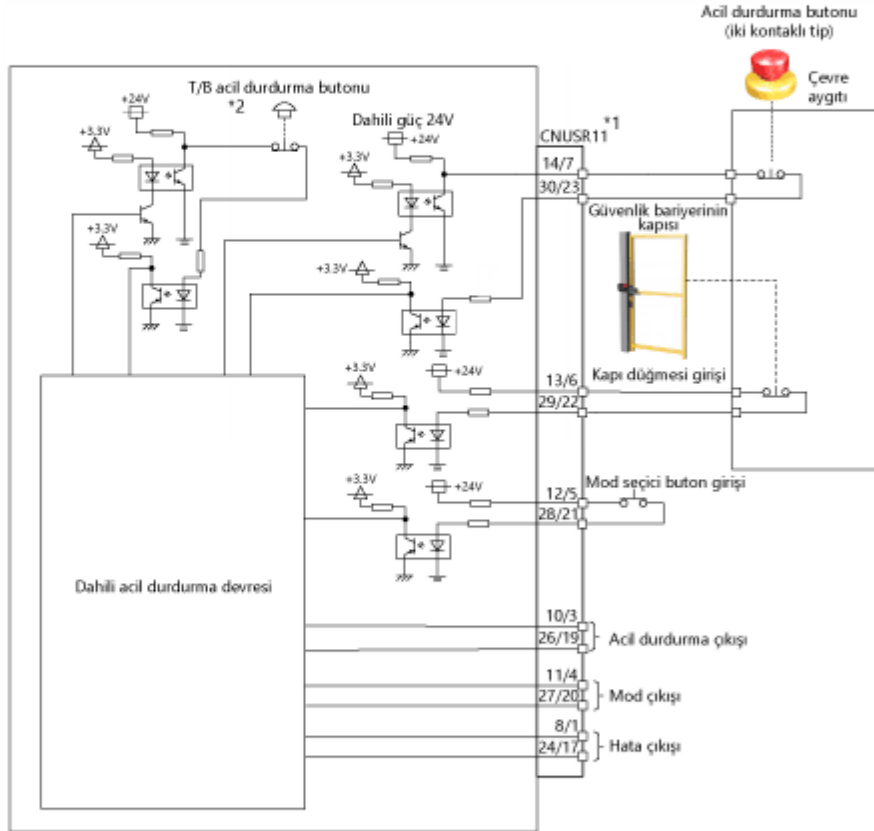 Acil durdurma butonu
(iki kontaklı tip)
Çevre
aygıtı
T/B acil durdurma butonu
*2
+24V
+3.3V
+3.3V
Dahili güç 24V
+24V
+3.3V
+3.3V
CNUSR11
*1
14/7
30/23
Güvenlik bariyerinin
kapısı
+3.3V
+24V
13/6
Kapı düğmesi girişi
29/22
+3.3V
+24V
Mod seçici buton girişi
12/5
28/21
Dahili acil durdurma devresi
10/3
26/19
Acil durdurma çıkışı
11/4
27/20
Mod çıkışı
8/1
24/17
Hata çıkışı